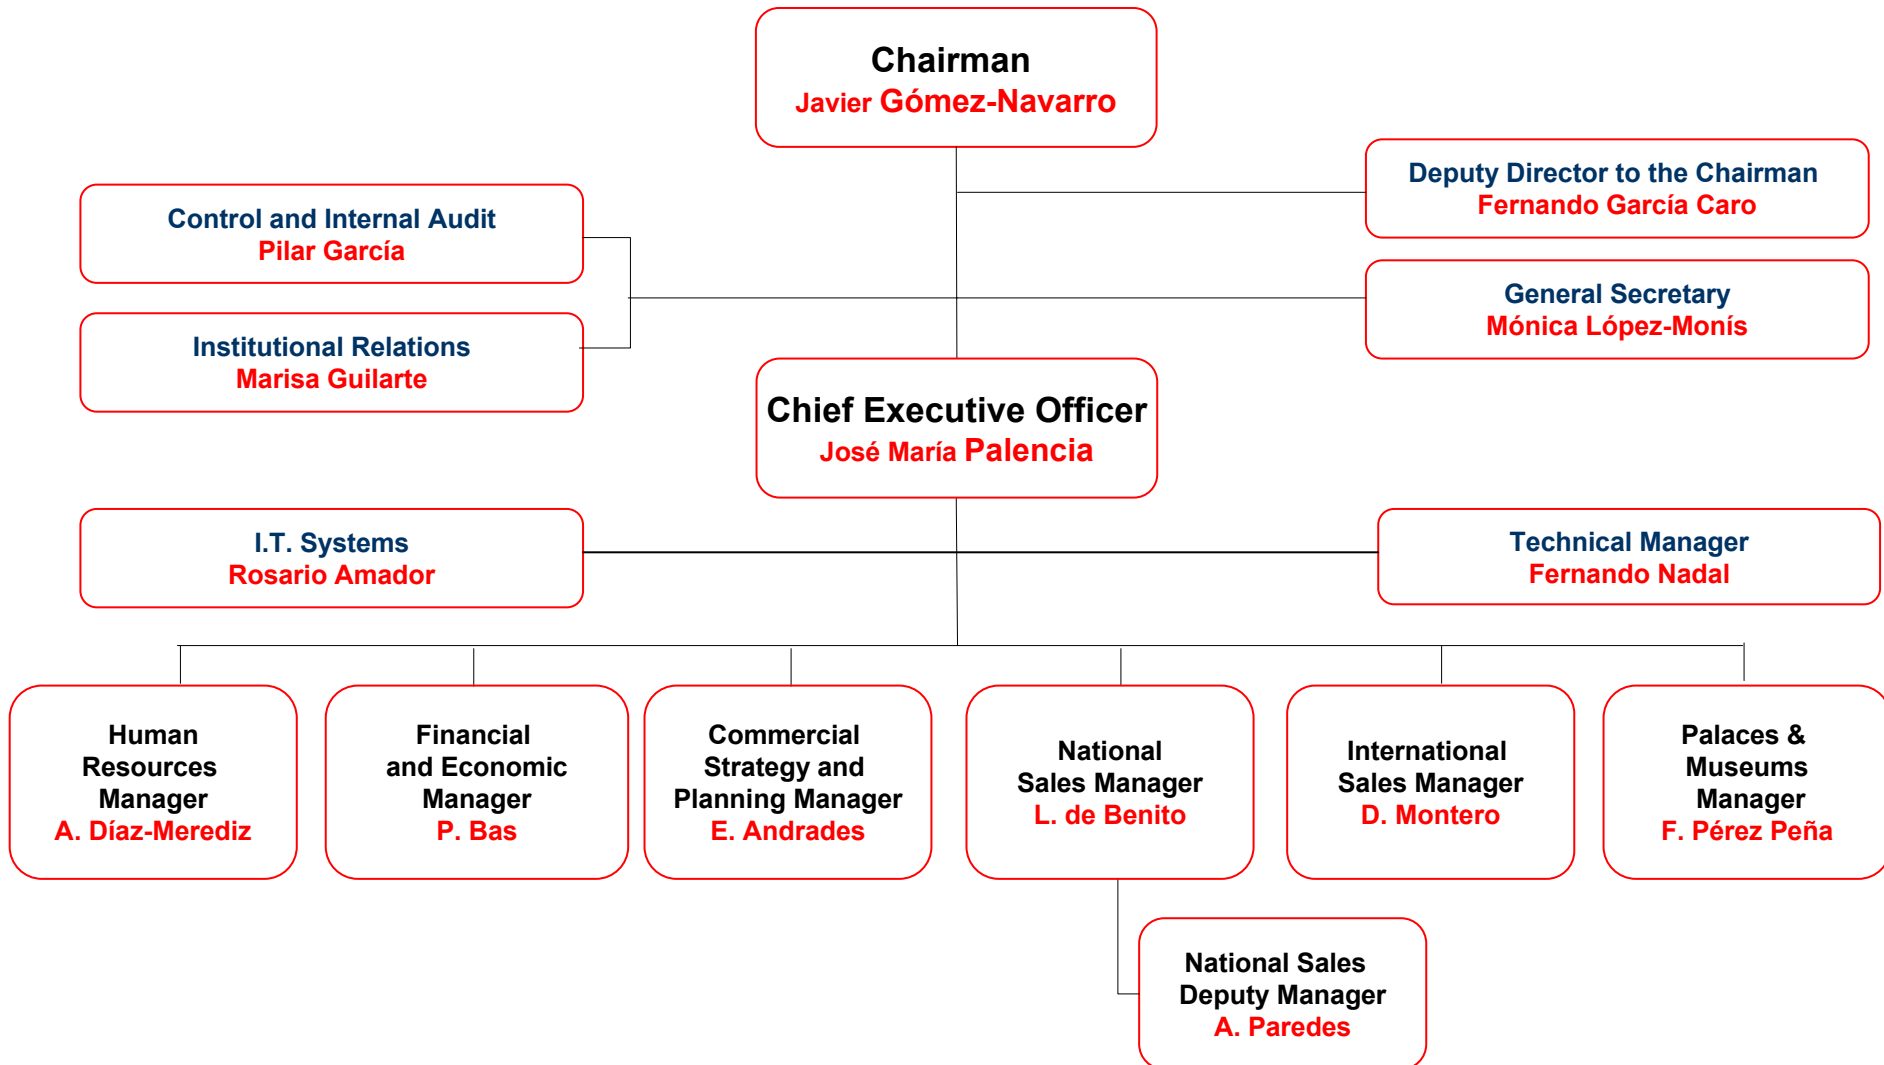 Chairman
Javier Gómez-Navarro
Deputy Director to the Chairman
Fernando García Caro
Control and Internal Audit
Pilar García
General Secretary
Mónica López-Monís
Institutional Relations
Marisa Guilarte
Chief Executive Officer
José María Palencia
I.T. Systems
Rosario Amador
Technical Manager
Fernando Nadal
Human
Resources
Manager
A. Díaz-Merediz
Financial
and Economic
Manager
P. Bas
Commercial
Strategy and
Planning Manager
E. Andrades
National
Sales Manager
L. de Benito
International
Sales Manager
D. Montero
Palaces &
Museums
Manager
F. Pérez Peña
National Sales
Deputy Manager
A. Paredes